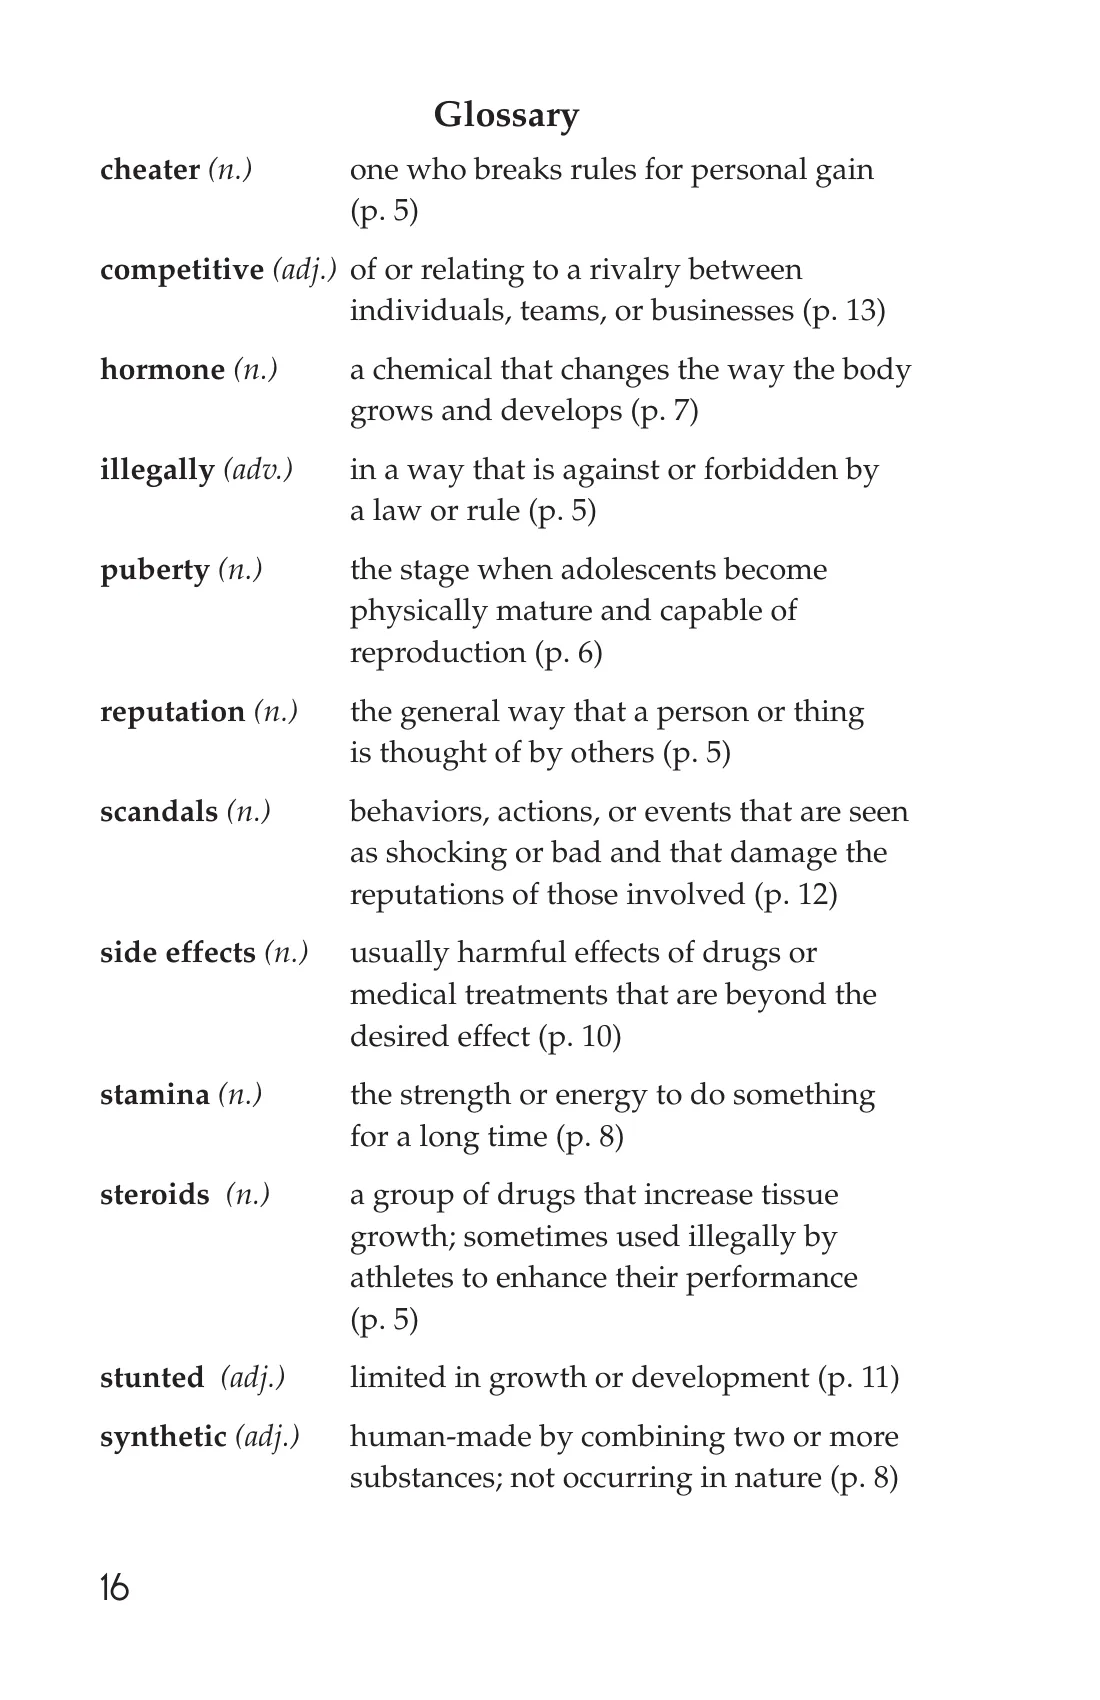 Glossary
cheater (n.) one who breaks rules for personal gain
(p. 5)
competitive (adj.) of or relating to a rivalry between
individuals, teams, or businesses (p. 13)
hormone (n.) a chemical that changes the way the body
grows and develops (p. 7)
illegally (adv.) in a way that is against or forbidden by
a law or rule (p. 5)
puberty (n.) the stage when adolescents become
physically mature and capable of
reproduction (p. 6)
reputation (n.) the general way that a person or thing
is thought of by others (p. 5)
scandals (n.) behaviors, actions, or events that are seen
as shocking or bad and that damage the
reputations of those involved (p. 12)
side effects (n.) usually harmful effects of drugs or
medical treatments that are beyond the
desired effect (p. 10)
stamina (n.) the strength or energy to do something
for a long time (p. 8)
steroids (n.) a group of drugs that increase tissue
growth; sometimes used illegally by
athletes to enhance their performance
(p. 5)
stunted (adj.) limited in growth or development (p. 11)
synthetic (adj.) human-made by combining two or more
substances; not occurring in nature (p. 8)
16